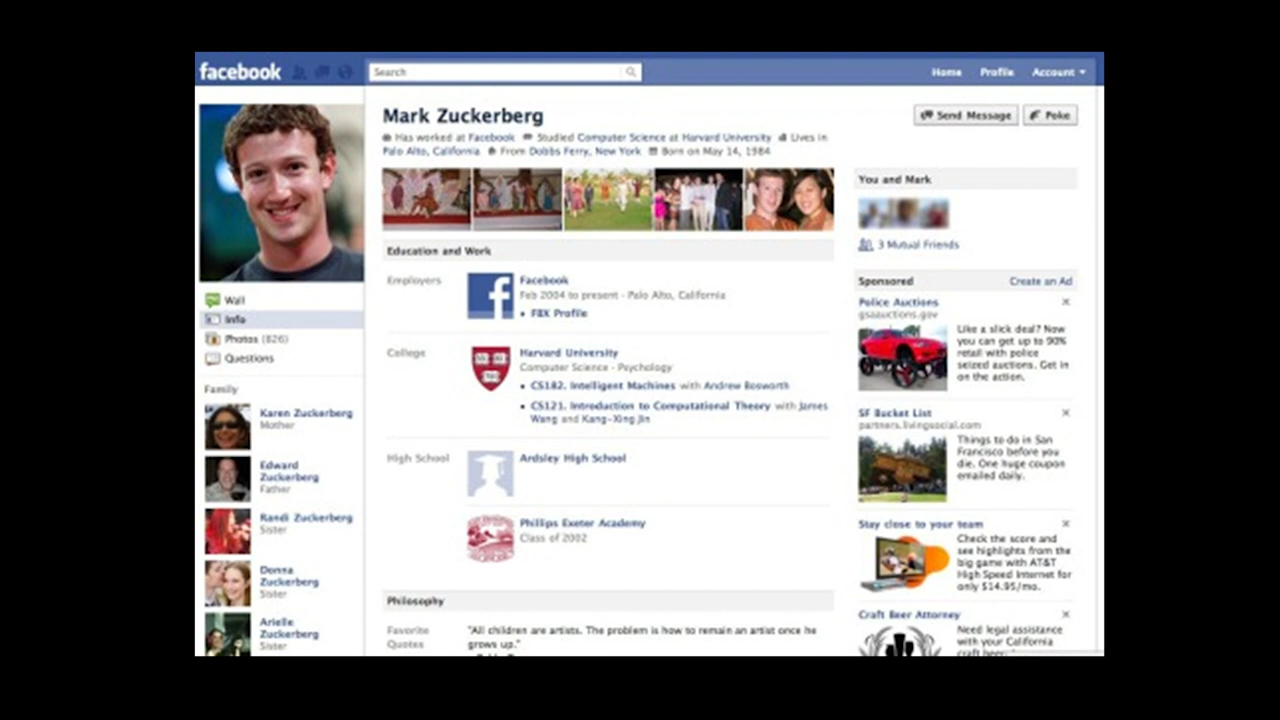 facebook
Search
Home Profile Account
Mark Zuckerberg
Has worked at Facebook Studied Computer Science at Harvard University Lives in
Palo Alto, California From Dobbs Ferry, New York Born on May 14, 1984
Send Message Poke
Wall
Info
Photos (826)
Questions
Family
Karen Zuckerberg
Mother
Edward
Zuckerberg
Father
Randi Zuckerberg
Sister
Donna
Zuckerberg
Sister
Arielle
Zuckerberg
Sister
Education and Work
Employers
Facebook
Feb 2004 to present · Palo Alto, California
• FBX Profile
College
Harvard University
Computer Science · Psychology
• CS182. Intelligent Machines with Andrew Bosworth
• CS121. Introduction to Computational Theory with James
Wang and Kang-Xing Jin
High School
Ardsley High School
Phillips Exeter Academy
Class of 2002
Philosophy
Favorite
Quotes
"All children are artists. The problem is how to remain an artist once he
grows up."
You and Mark
3 Mutual Friends
Sponsored Create an Ad
Police Auctions
gsaauctions.gov
Like a slick deal? Now
you can get up to 90%
retail with police
seized auctions. Get in
on the action.
SF Bucket List
partners.livingsocial.com
Things to do in San
Francisco before you
die. One huge coupon
emailed daily.
Stay close to your team
Check the score and
see highlights from the
big game with AT&T
High Speed Internet for
only $14.95/mo.
Craft Beer Attorney
Need legal assistance
with your California
craft beer